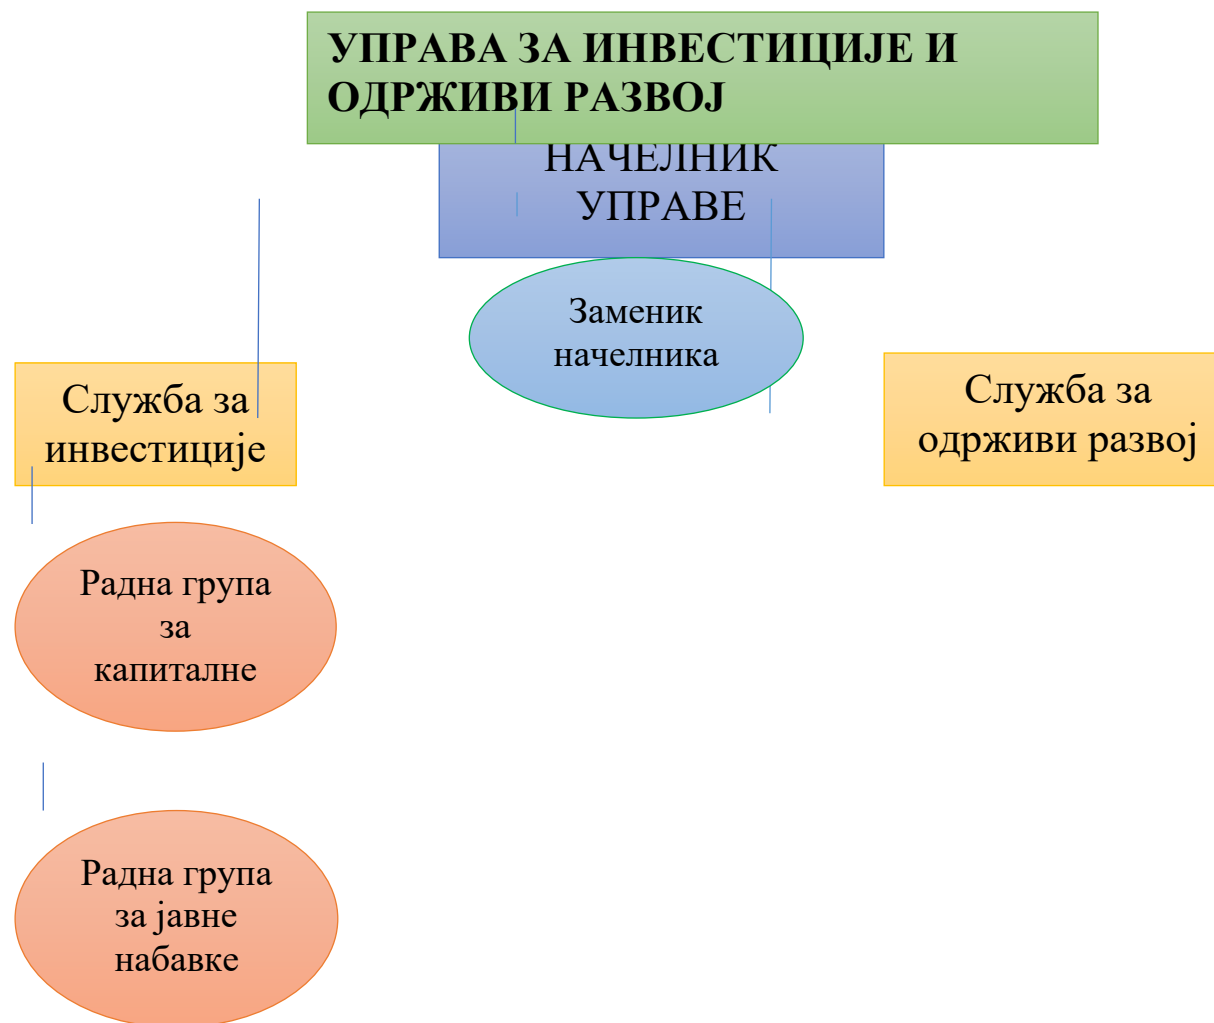 УПРАВА ЗА ИНВЕСТИЦИЈЕ И
ОДРЖИВИ РАЗВОЈ
НАЧЕЛНИК
УПРАВЕ
Заменик
начелника
Служба за
инвестиције
Служба за
одрживи развој
Радна група
за
капиталне
Радна група
за јавне
набавке